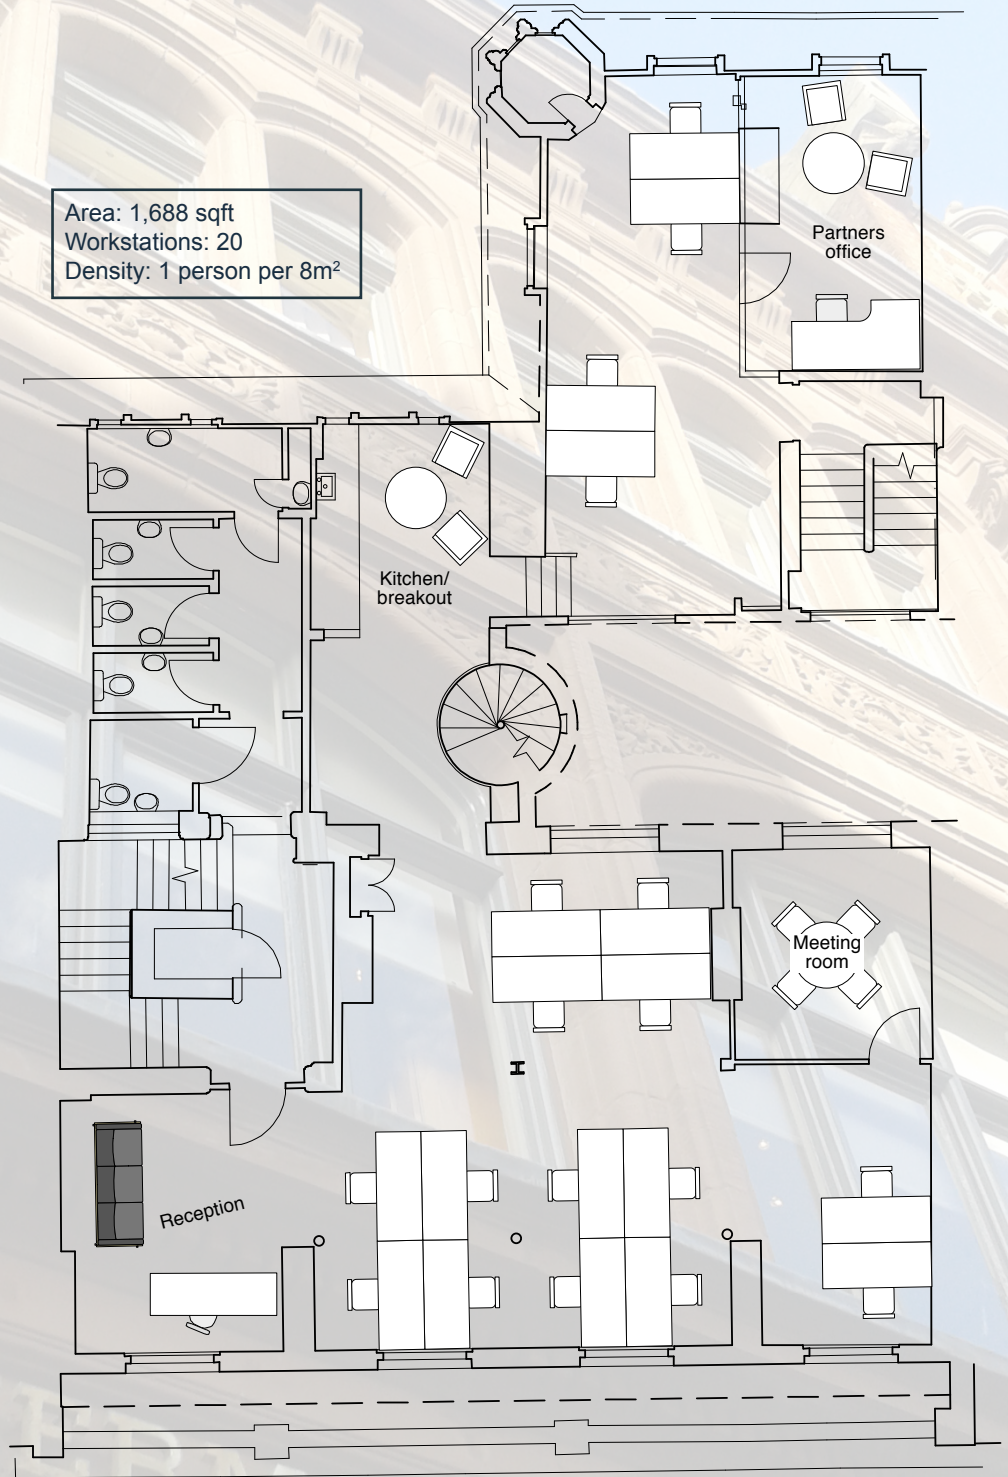 Area: 1,688 sqft
Workstations: 20
Density: 1 person per 8m²
Partners
office
Kitchen/
breakout
Meeting
room
Reception